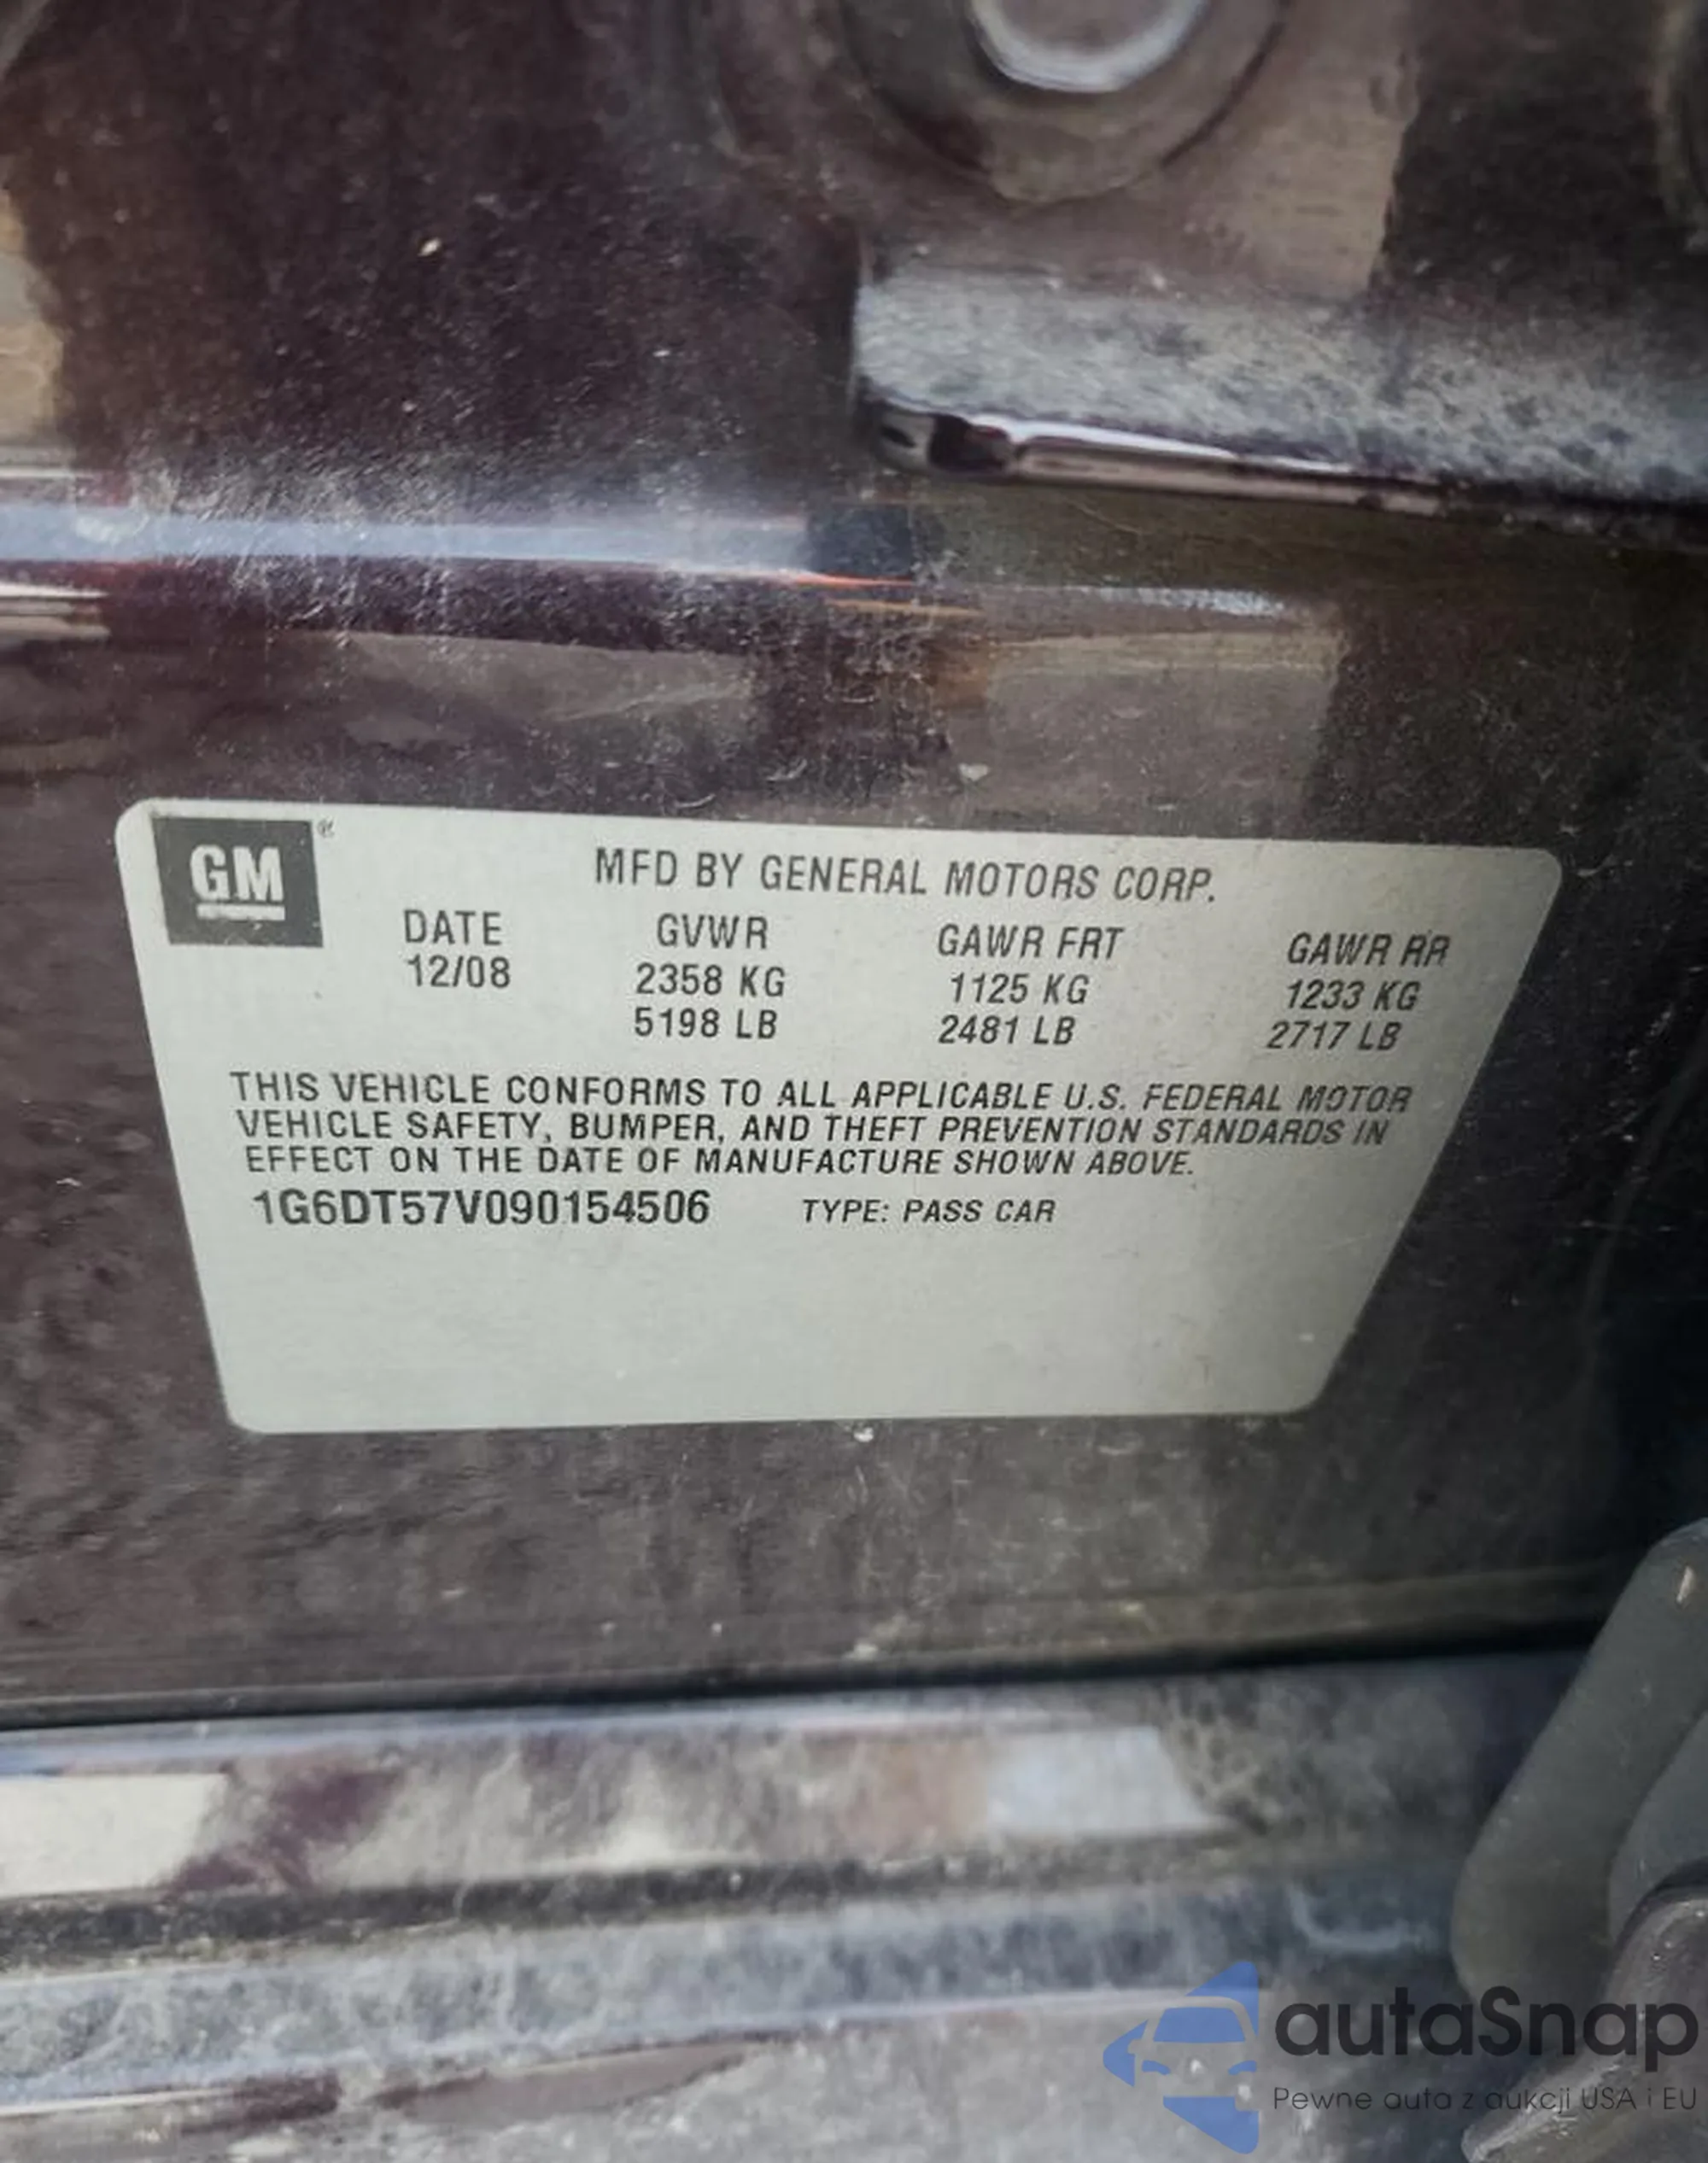 GM ®
MFD BY GENERAL MOTORS CORP.
DATE GVWR GAWR FRT GAWR RR
12/08 2358 KG 1125 KG 1233 KG
5198 LB 2481 LB 2717 LB
THIS VEHICLE CONFORMS TO ALL APPLICABLE U.S. FEDERAL MOTOR
VEHICLE SAFETY, BUMPER, AND THEFT PREVENTION STANDARDS IN
EFFECT ON THE DATE OF MANUFACTURE SHOWN ABOVE.
1G6DT57V090154506 TYPE: PASS CAR
autaSnap
Pewne auta z aukcji USA i EU